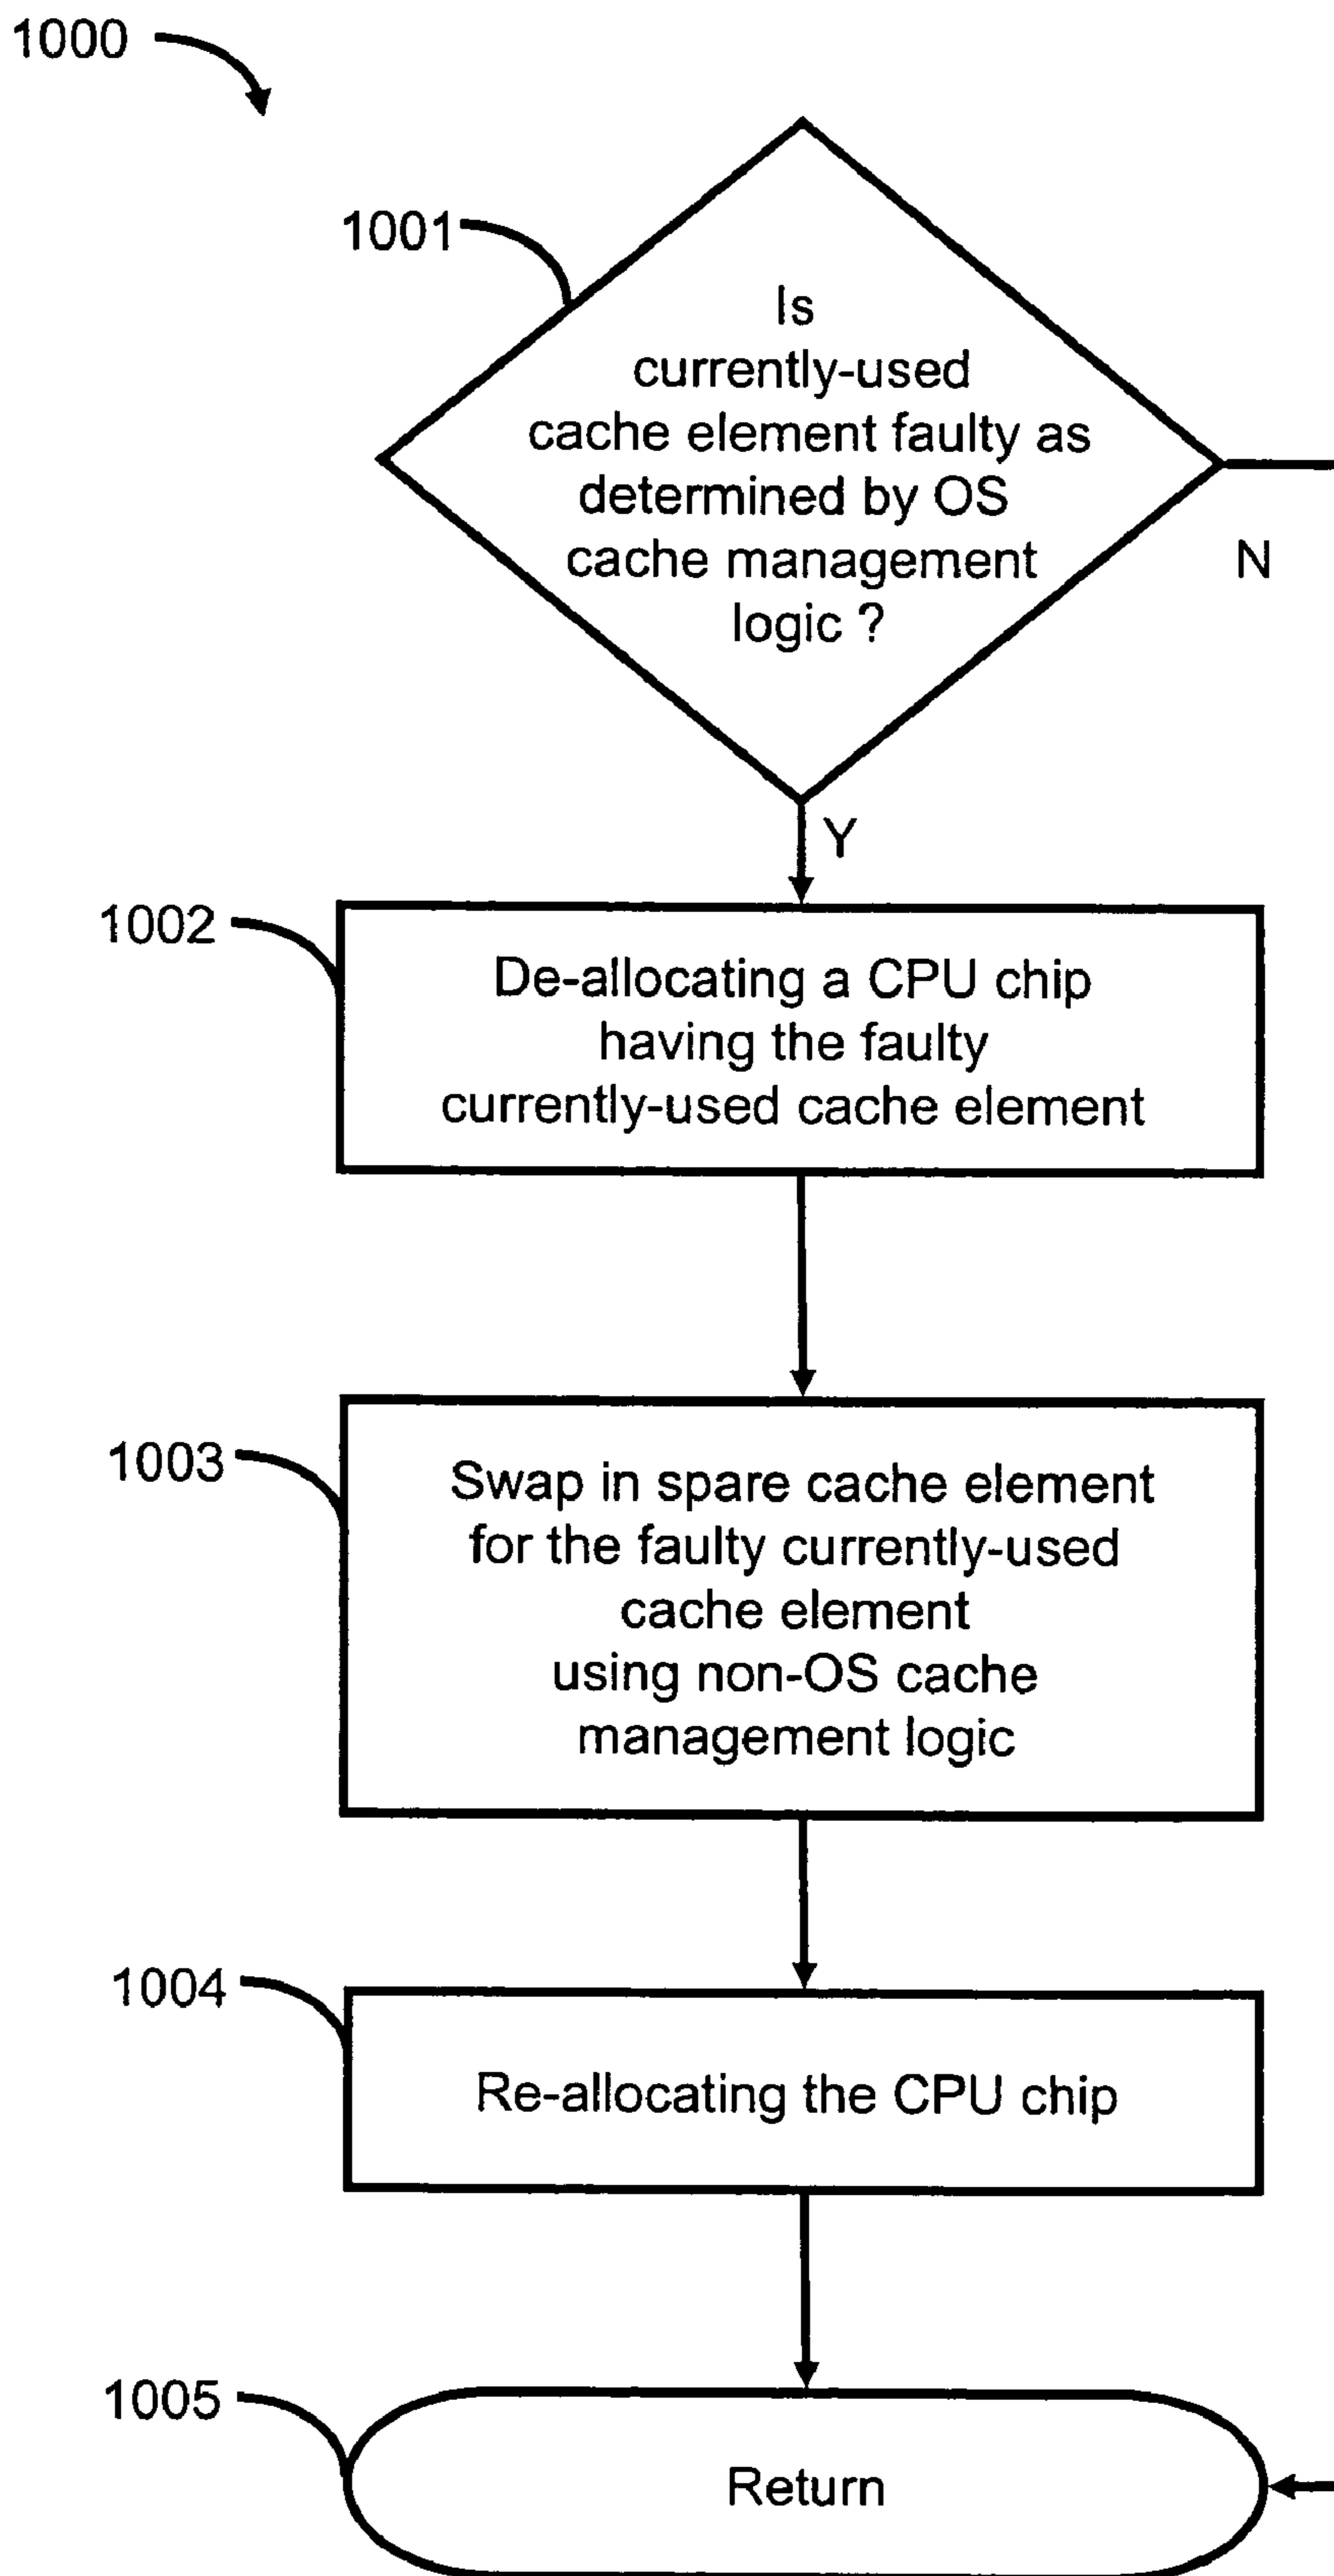 1000
1001
Is
currently-used
cache element faulty as
determined by OS
cache management
logic ?
N
Y
1002
De-allocating a CPU chip
having the faulty
currently-used cache element
1003
Swap in spare cache element
for the faulty currently-used
cache element
using non-OS cache
management logic
1004
Re-allocating the CPU chip
1005
Return